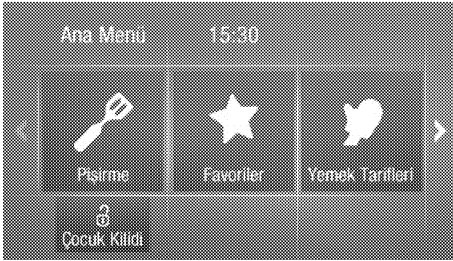 Ana Menü 15:30
Pişirme Favoriler Yemek Tarifleri
Çocuk Kilidi